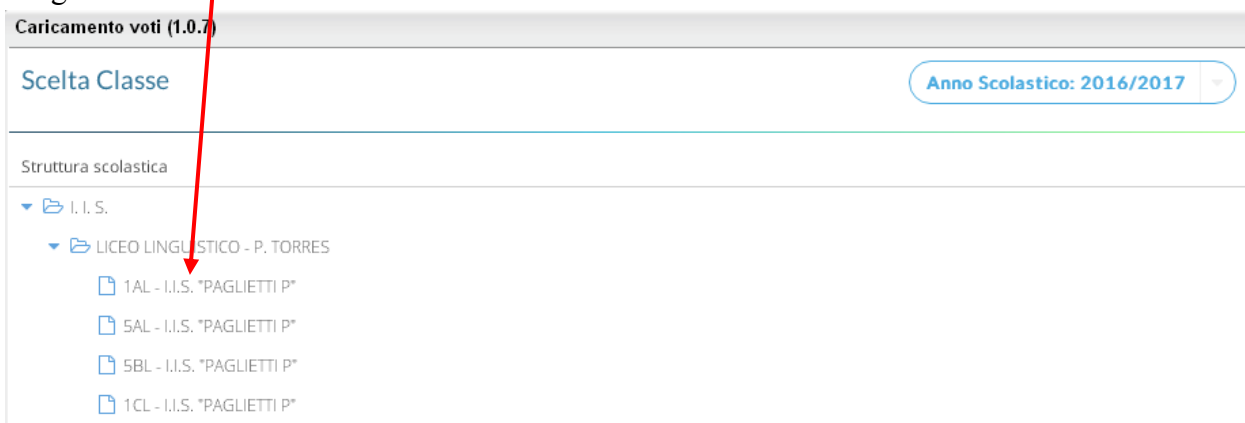 Caricamento voti (1.0.7)
Scelta Classe
Anno Scolastico: 2016/2017
Struttura scolastica
I. I. S.
LICEO LINGUISTICO - P. TORRES
1AL - I.I.S. "PAGLIETTI P"
5AL - I.I.S. "PAGLIETTI P"
5BL - I.I.S. "PAGLIETTI P"
1CL - I.I.S. "PAGLIETTI P"